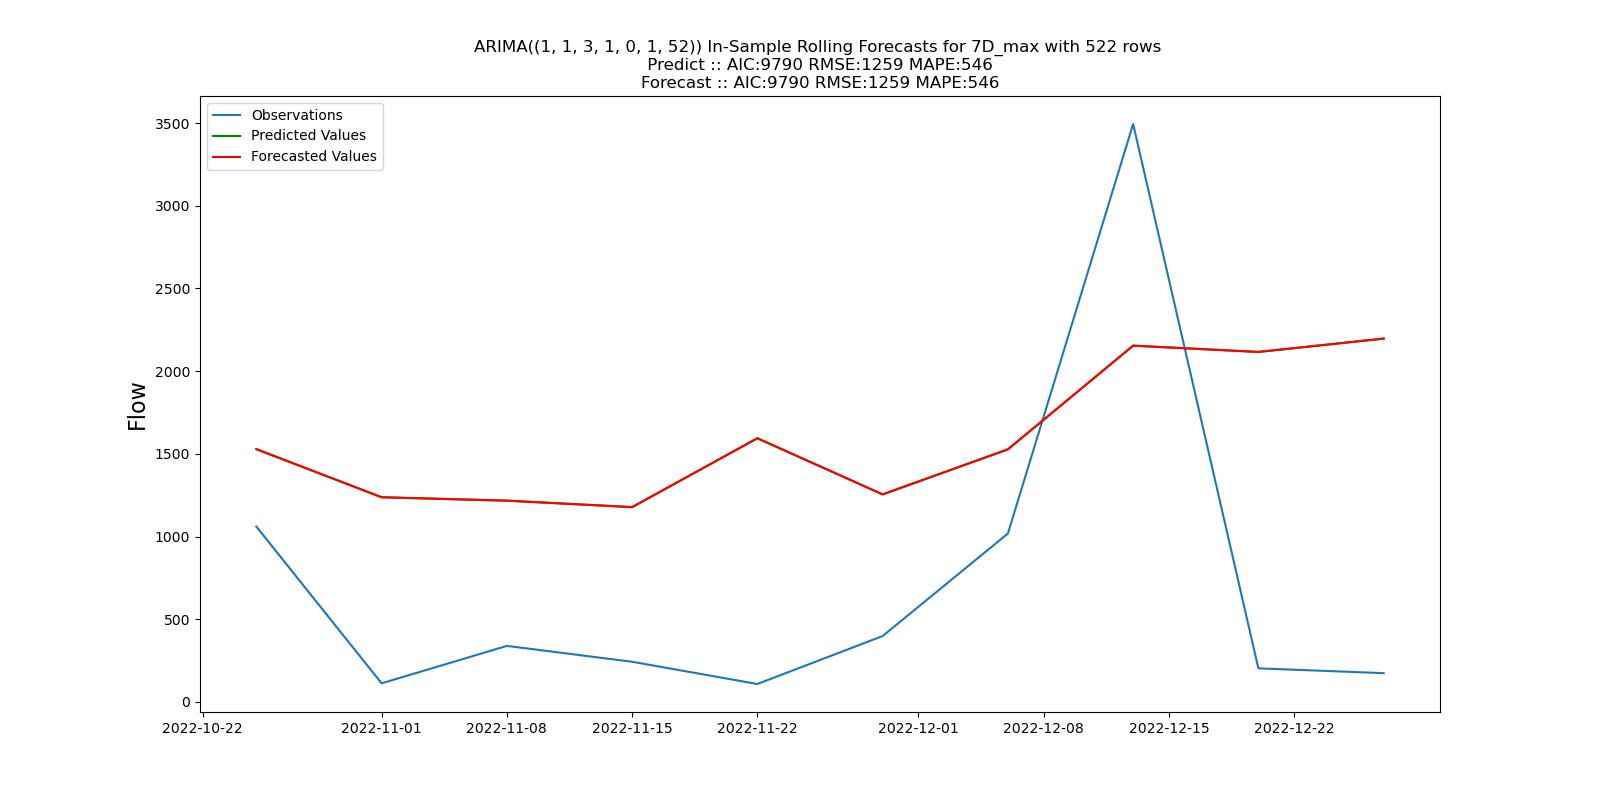 ARIMA((1, 1, 3, 1, 0, 1, 52)) In-Sample Rolling Forecasts for 7D_max with 522 rows
Predict :: AIC:9790 RMSE:1259 MAPE:546
Forecast :: AIC:9790 RMSE:1259 MAPE:546
Observations
Predicted Values
Forecasted Values
3500
3000
2500
2000
1500
1000
500
0
Flow
2022-10-22 2022-11-01 2022-11-08 2022-11-15 2022-11-22 2022-12-01 2022-12-08 2022-12-15 2022-12-22